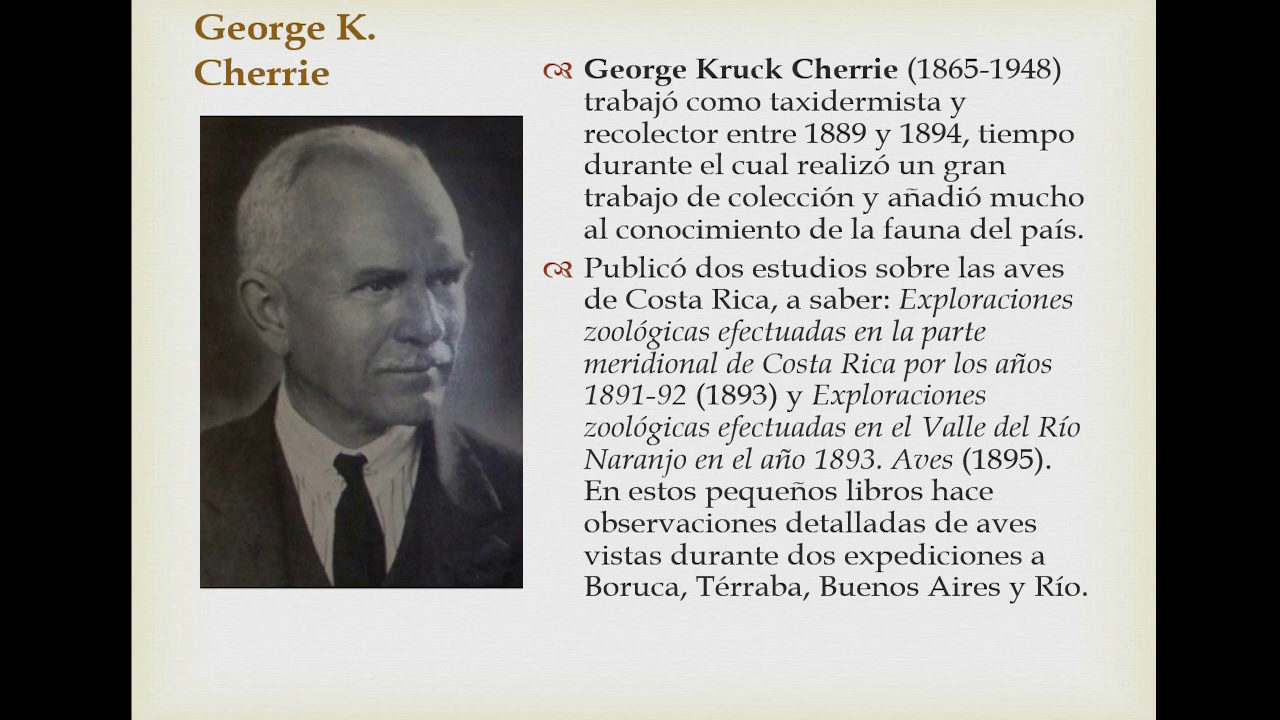 George K.
Cherrie
George Kruck Cherrie (1865-1948)
trabajó como taxidermista y
recolector entre 1889 y 1894, tiempo
durante el cual realizó un gran
trabajo de colección y añadió mucho
al conocimiento de la fauna del país.
Publicó dos estudios sobre las aves
de Costa Rica, a saber: Exploraciones
zoológicas efectuadas en la parte
meridional de Costa Rica por los años
1891-92 (1893) y Exploraciones
zoológicas efectuadas en el Valle del Río
Naranjo en el año 1893. Aves (1895).
En estos pequeños libros hace
observaciones detalladas de aves
vistas durante dos expediciones a
Boruca, Térraba, Buenos Aires y Río.